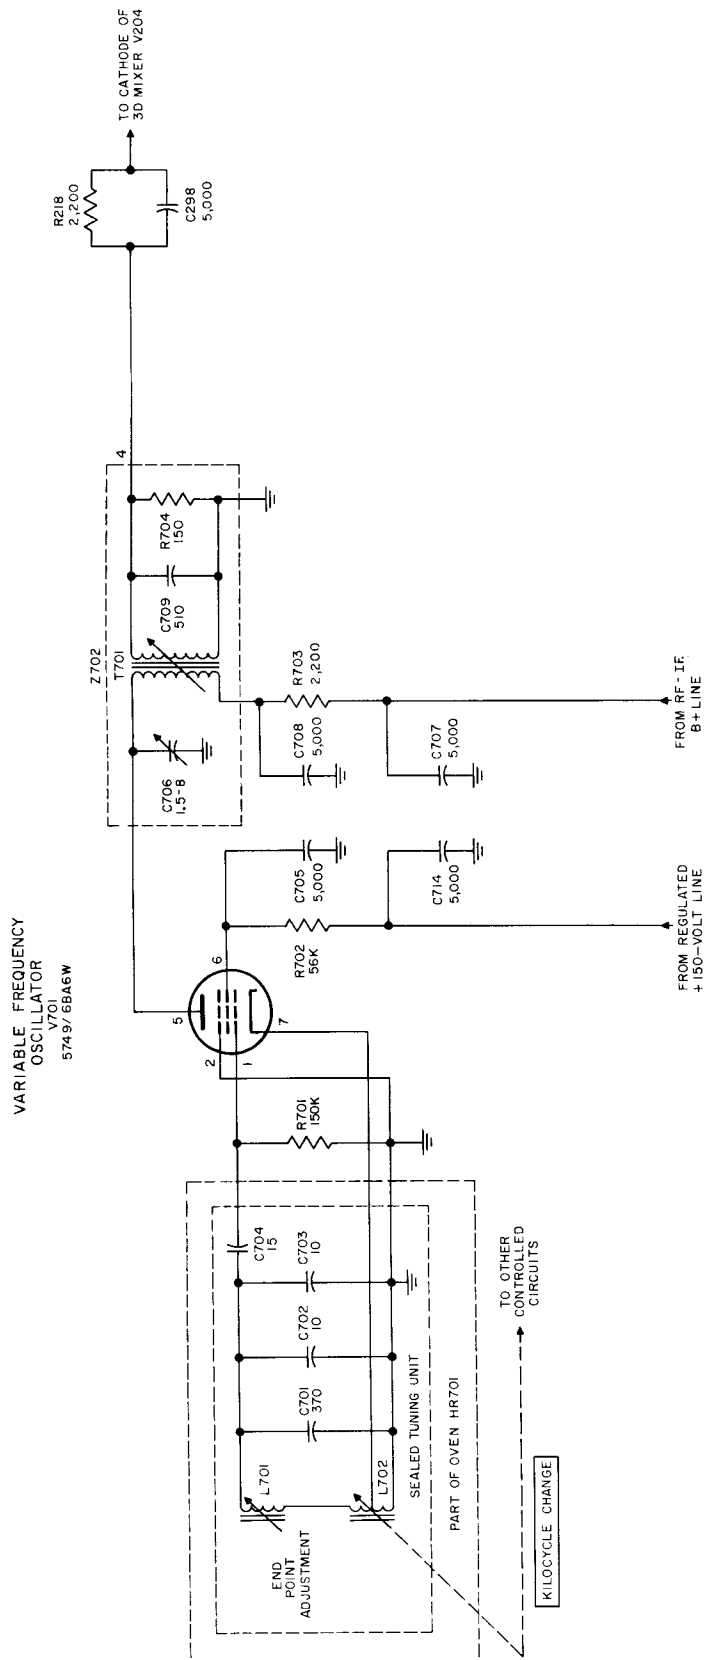 VARIABLE FREQUENCY
OSCILLATOR
V701
5749/6BA6W
END
POINT
ADJUSTMENT
L701
L702
C701
370
C702
10
C703
10
C704
15
SEALED TUNING UNIT
PART OF OVEN HR701
KILOCYCLE CHANGE
TO OTHER
CONTROLLED
CIRCUITS
R701
150K
2
1
5
6
7
R702
56K
C705
5,000
C714
5,000
FROM REGULATED
+150-VOLT LINE
C706
1.5-8
Z702
T701
C709
510
R704
150
4
C708
5,000
R703
2,200
C707
5,000
FROM RF-IF
B+ LINE
R218
2,200
C298
5,000
TO CATHODE OF
3D MIXER V204